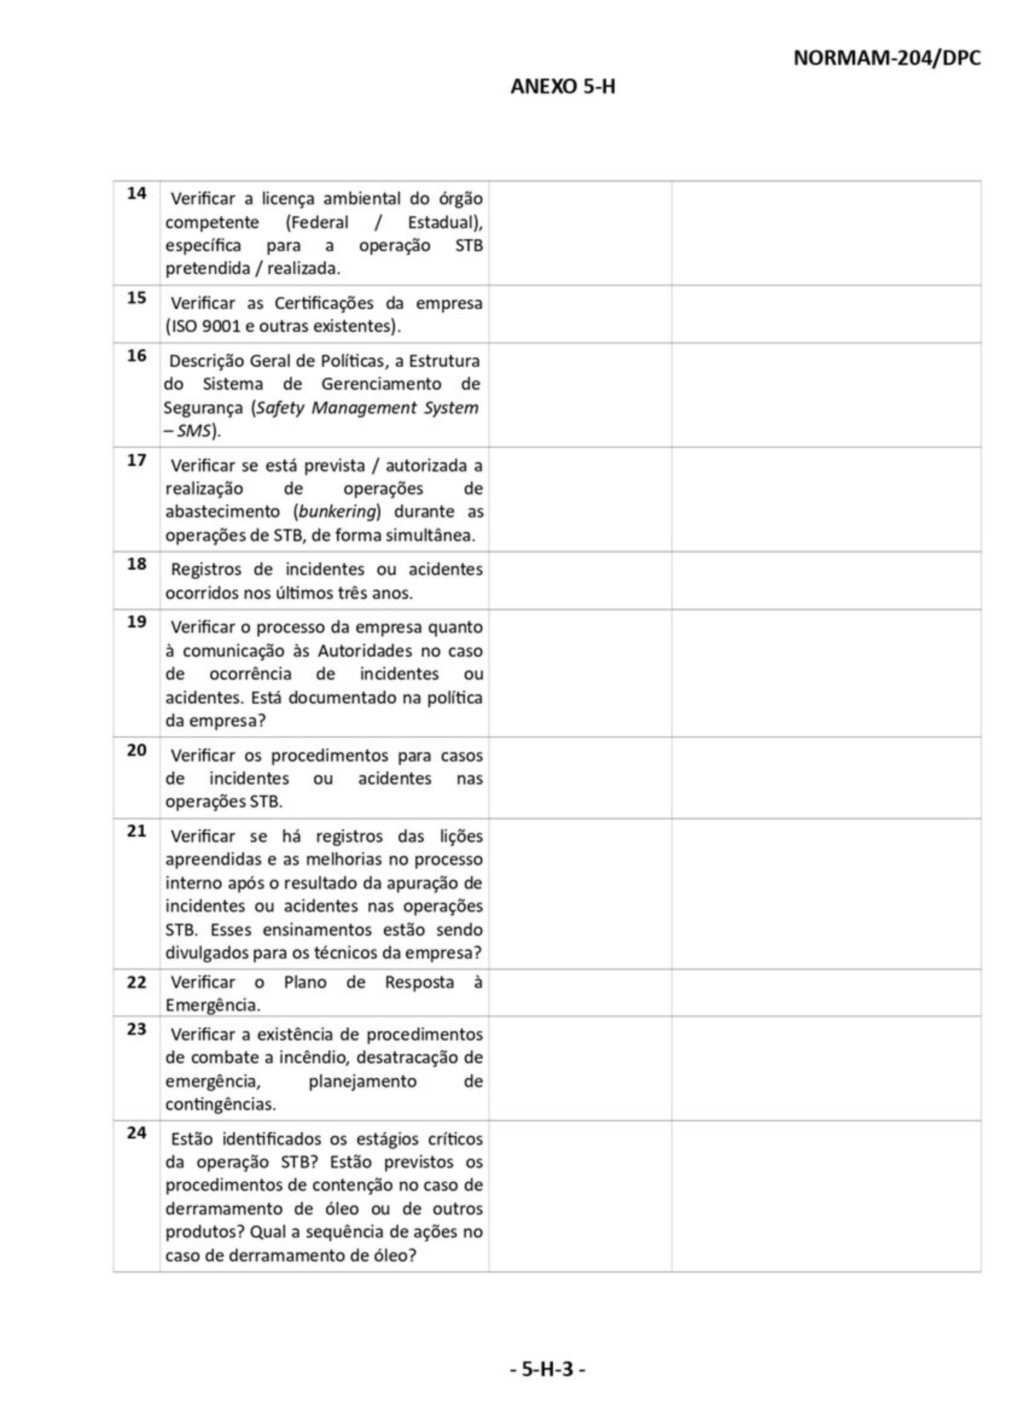 NORMAM-204/DPC
ANEXO 5-H
14 Verificar a licença ambiental do órgão
competente (Federal / Estadual),
específica para a operação STB
pretendida / realizada.
15 Verificar as Certificações da empresa
(ISO 9001 e outras existentes).
16 Descrição Geral de Políticas, a Estrutura
do Sistema de Gerenciamento de
Segurança (Safety Management System
– SMS).
17 Verificar se está prevista / autorizada a
realização de operações de
abastecimento (bunkering) durante as
operações de STB, de forma simultânea.
18 Registros de incidentes ou acidentes
ocorridos nos últimos três anos.
19 Verificar o processo da empresa quanto
à comunicação às Autoridades no caso
de ocorrência de incidentes ou
acidentes. Está documentado na política
da empresa?
20 Verificar os procedimentos para casos
de incidentes ou acidentes nas
operações STB.
21 Verificar se há registros das lições
apreendidas e as melhorias no processo
interno após o resultado da apuração de
incidentes ou acidentes nas operações
STB. Esses ensinamentos estão sendo
divulgados para os técnicos da empresa?
22 Verificar o Plano de Resposta à
Emergência.
23 Verificar a existência de procedimentos
de combate a incêndio, desatracação de
emergência, planejamento de
contingências.
24 Estão identificados os estágios críticos
da operação STB? Estão previstos os
procedimentos de contenção no caso de
derramamento de óleo ou de outros
produtos? Qual a sequência de ações no
caso de derramamento de óleo?
- 5-H-3 -